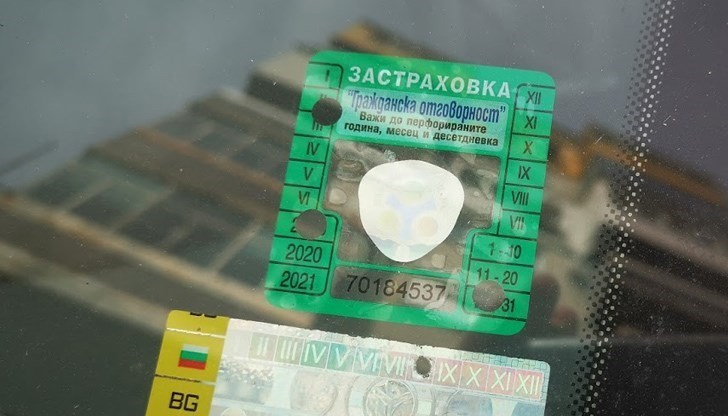 ЗАСТРАХОВКА
"Гражданска отговорност"
Важи до перфорираните
година, месец и десетдневка
I
III
IV
V
VI
2020
2021
XII
XI
X
IX
VIII
VII
1 - 10
11 - 20
31
70184537
II III IV V VI VII IX X XI XII
BG